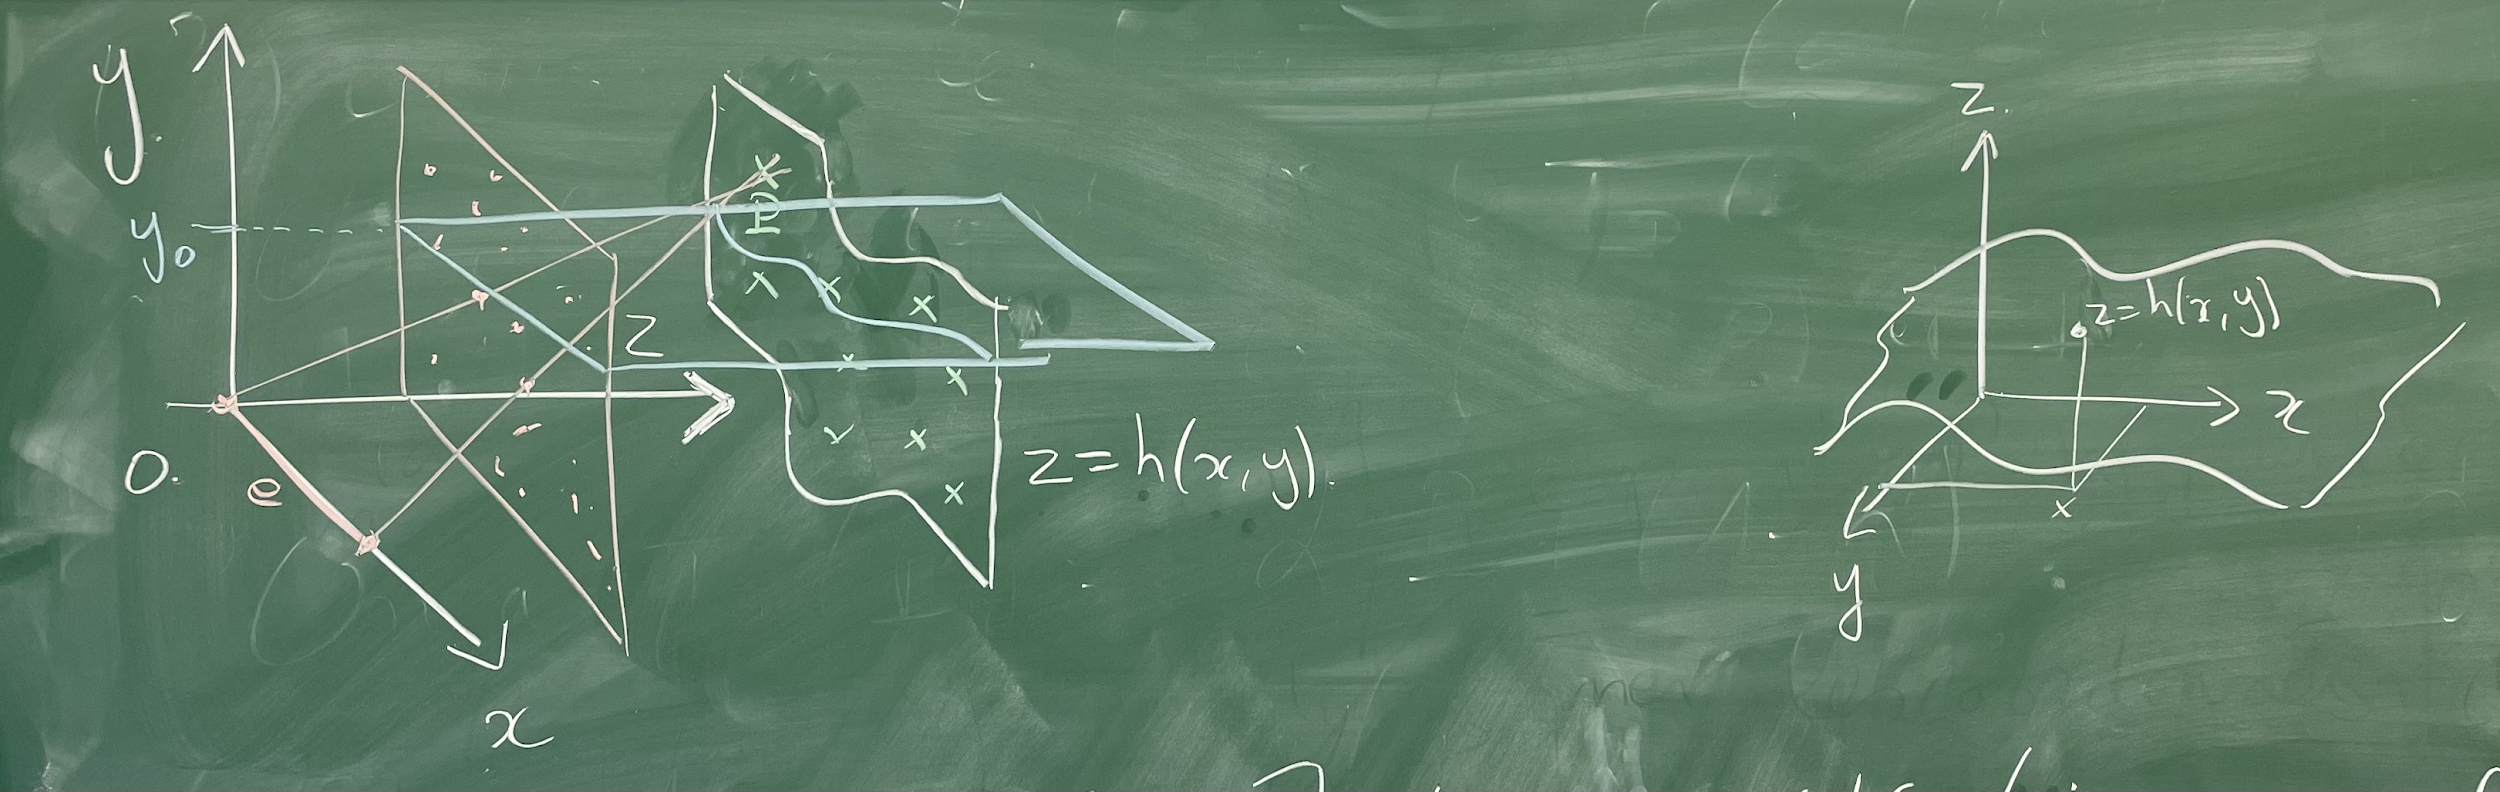 y
y₀
P
z
O.
e
z=h(x,y).
x
z
z=h(x,y)
x
y